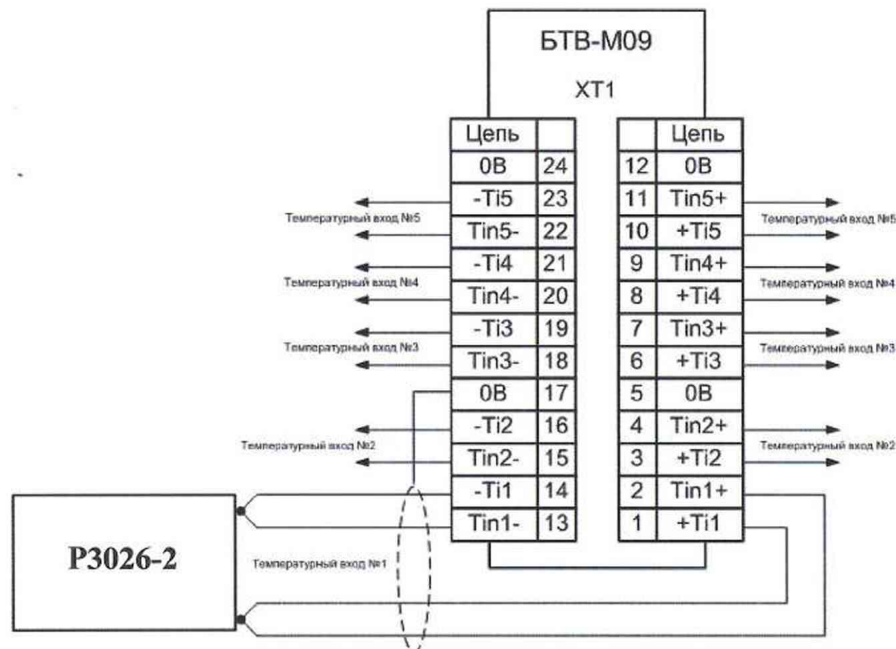 БТВ-М09
XT1
Цепь Цепь
0В 24 12 0В
-Ti5 23 11 Tin5+
Температурный вход №5 Температурный вход №5
Tin5- 22 10 +Ti5
-Ti4 21 9 Tin4+
Температурный вход №4 Температурный вход №4
Tin4- 20 8 +Ti4
-Ti3 19 7 Tin3+
Температурный вход №3 Температурный вход №3
Tin3- 18 6 +Ti3
0В 17 5 0В
-Ti2 16 4 Tin2+
Температурный вход №2 Температурный вход №2
Tin2- 15 3 +Ti2
-Ti1 14 2 Tin1+
Tin1- 13 1 +Ti1
Р3026-2
Температурный вход №1